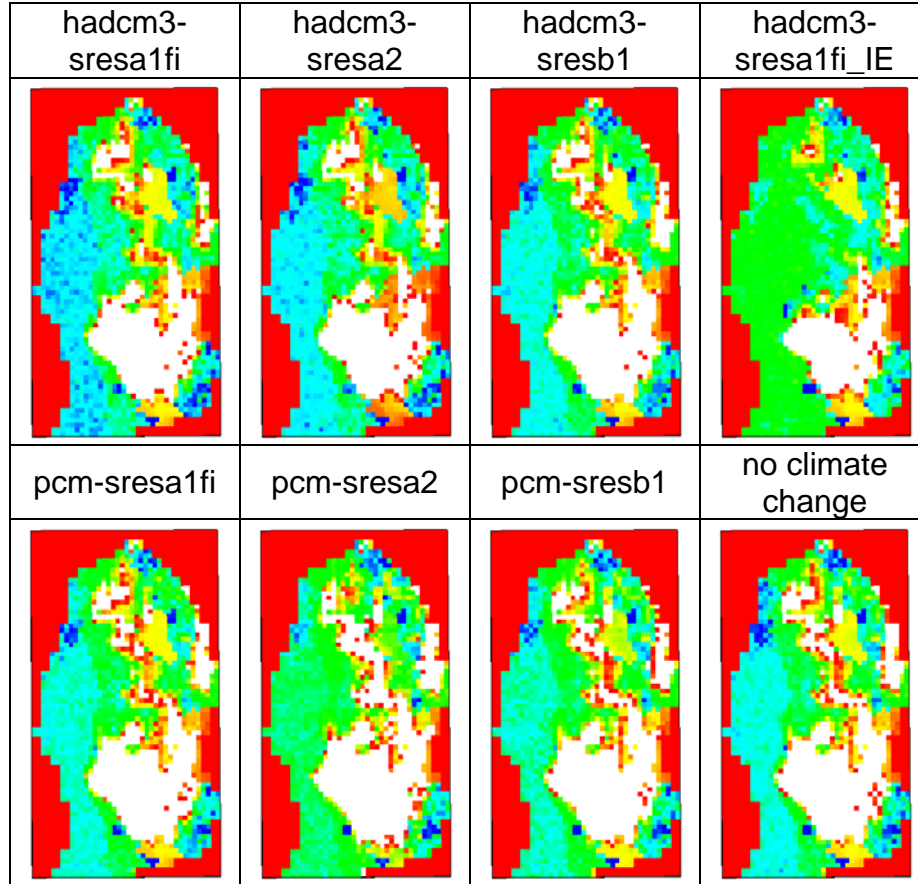 hadcm3-
sresa1fi
hadcm3-
sresa2
hadcm3-
sresb1
hadcm3-
sresa1fi_IE
pcm-sresa1fi
pcm-sresa2
pcm-sresb1
no climate
change